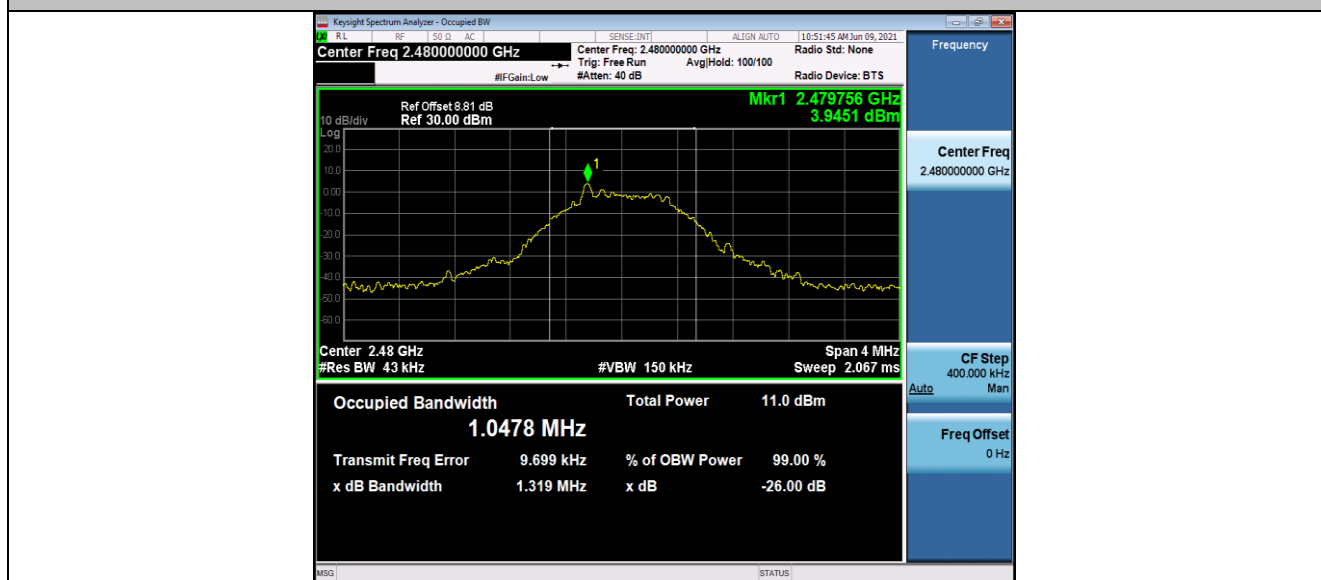 Keysight Spectrum Analyzer - Occupied BW
LXI RL RF 50 Ω AC SENSE:INT ALIGN AUTO 10:51:45 AM Jun 09, 2021
Center Freq 2.480000000 GHz
Center Freq: 2.480000000 GHz Radio Std: None
Trig: Free Run Avg|Hold: 100/100
#IFGain:Low #Atten: 40 dB Radio Device: BTS
Frequency
Mkr1 2.479756 GHz
3.9451 dBm
Ref Offset 8.81 dB
10 dB/div Ref 30.00 dBm
Log
20.0
10.0
0.00
-10.0
-20.0
-30.0
-40.0
-50.0
-60.0
1
Center 2.48 GHz Span 4 MHz
#Res BW 43 kHz #VBW 150 kHz Sweep 2.067 ms
Center Freq
2.480000000 GHz
CF Step
400.000 kHz
Auto Man
Freq Offset
0 Hz
Occupied Bandwidth Total Power 11.0 dBm
1.0478 MHz
Transmit Freq Error 9.699 kHz % of OBW Power 99.00 %
x dB Bandwidth 1.319 MHz x dB -26.00 dB
MSG STATUS